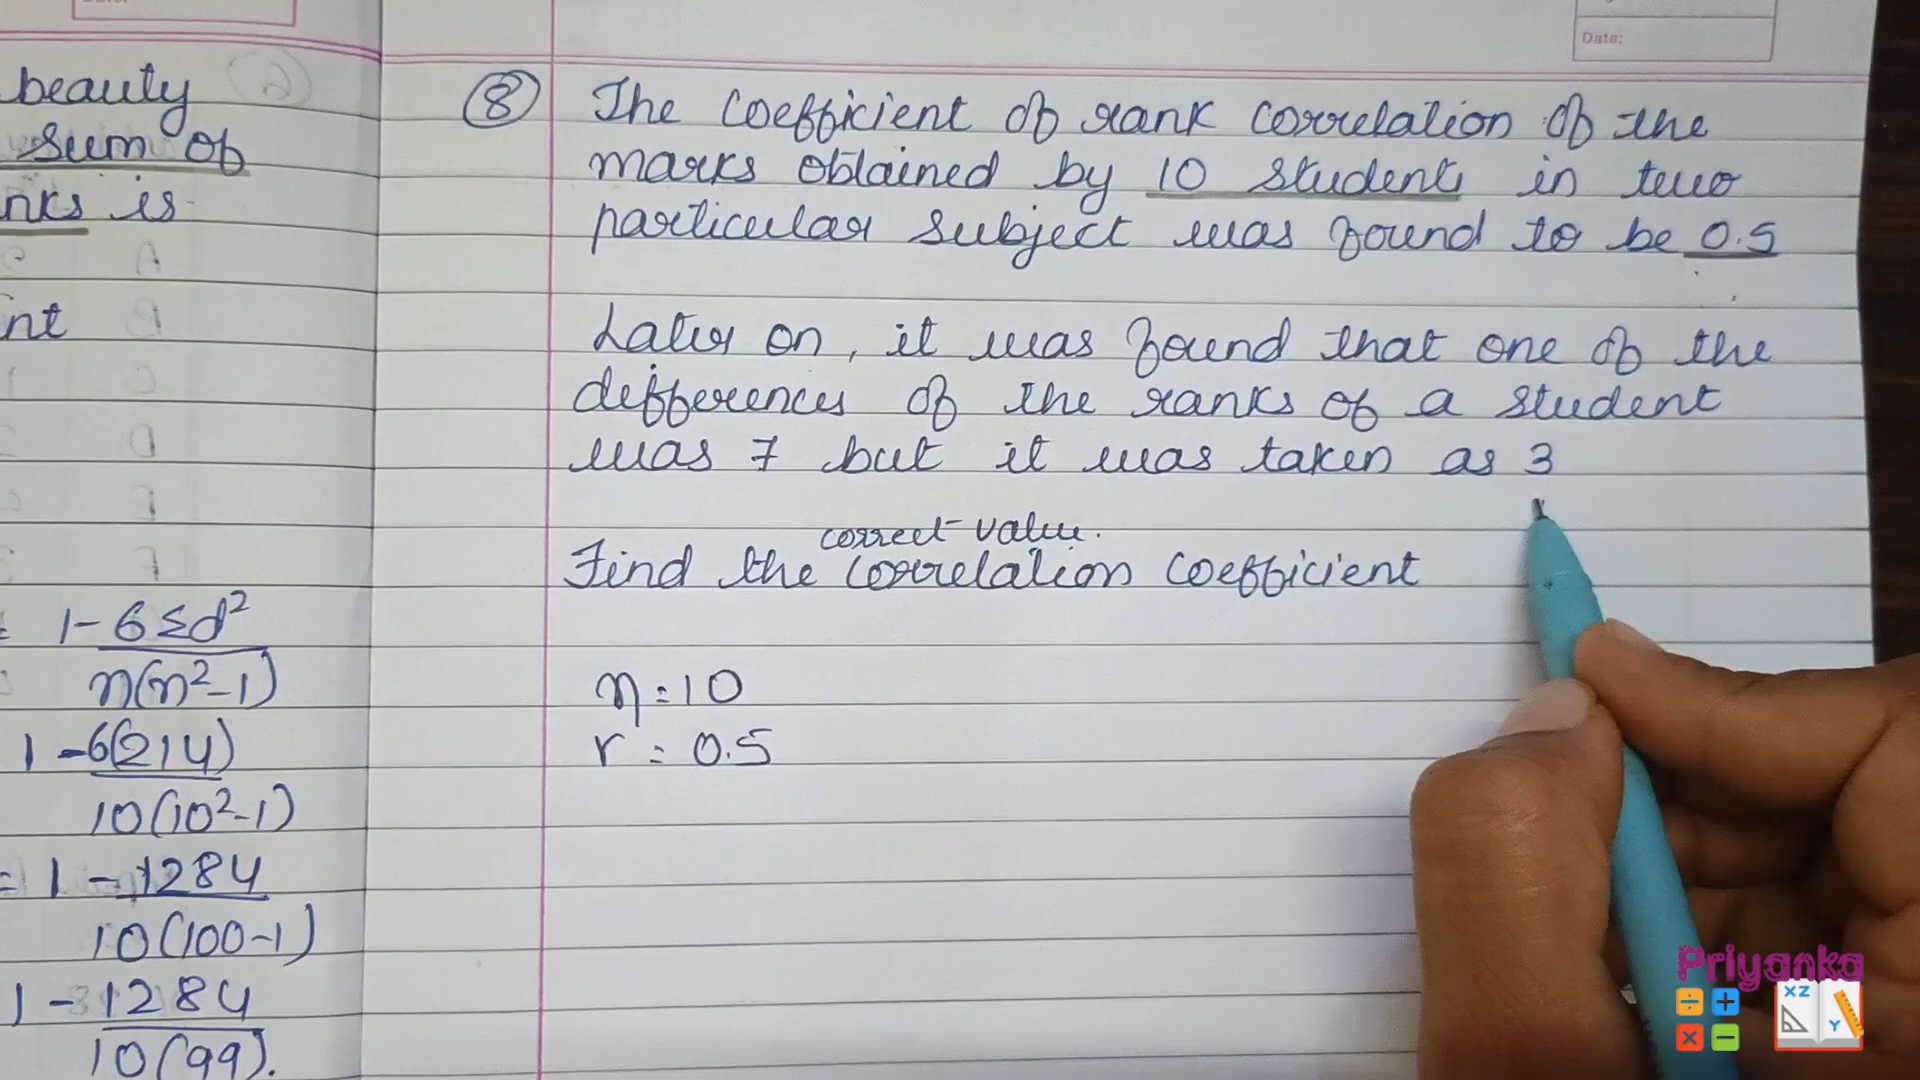 Date:
beauty
sum of
nks is
nt
1 - 6Σd²
n(n²-1)
1 - 6(214)
10(10²-1)
= 1 - 1284
10(100-1)
1 - 1284
10(99).
Date:
8 The coefficient of rank correlation of the
marks obtained by 10 students in two
particular subject was found to be 0.5
Later on, it was found that one of the
differences of the ranks of a student
was 7 but it was taken as 3
correct value.
Find the correlation coefficient
n = 10
r = 0.5
Priyanka
÷ +
× −
XZ
Y